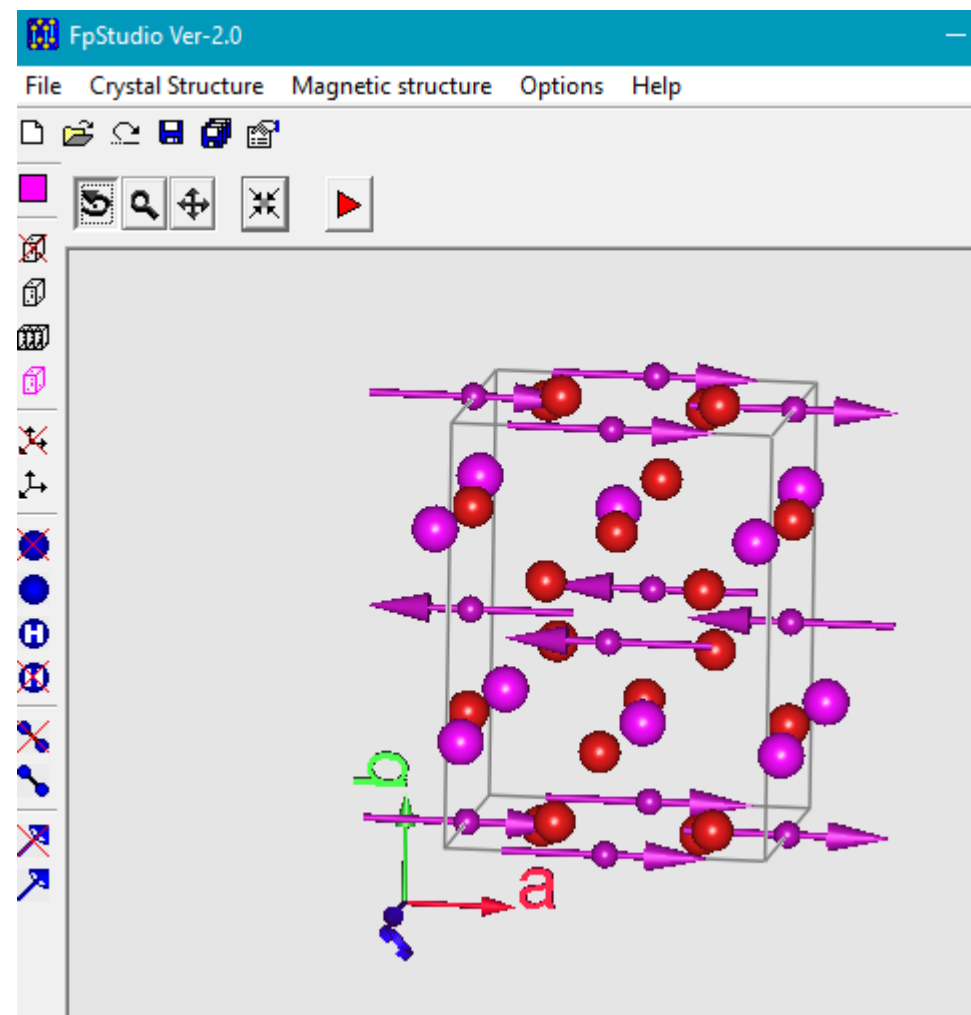 FpStudio Ver-2.0
File Crystal Structure Magnetic structure Options Help
H
b
a